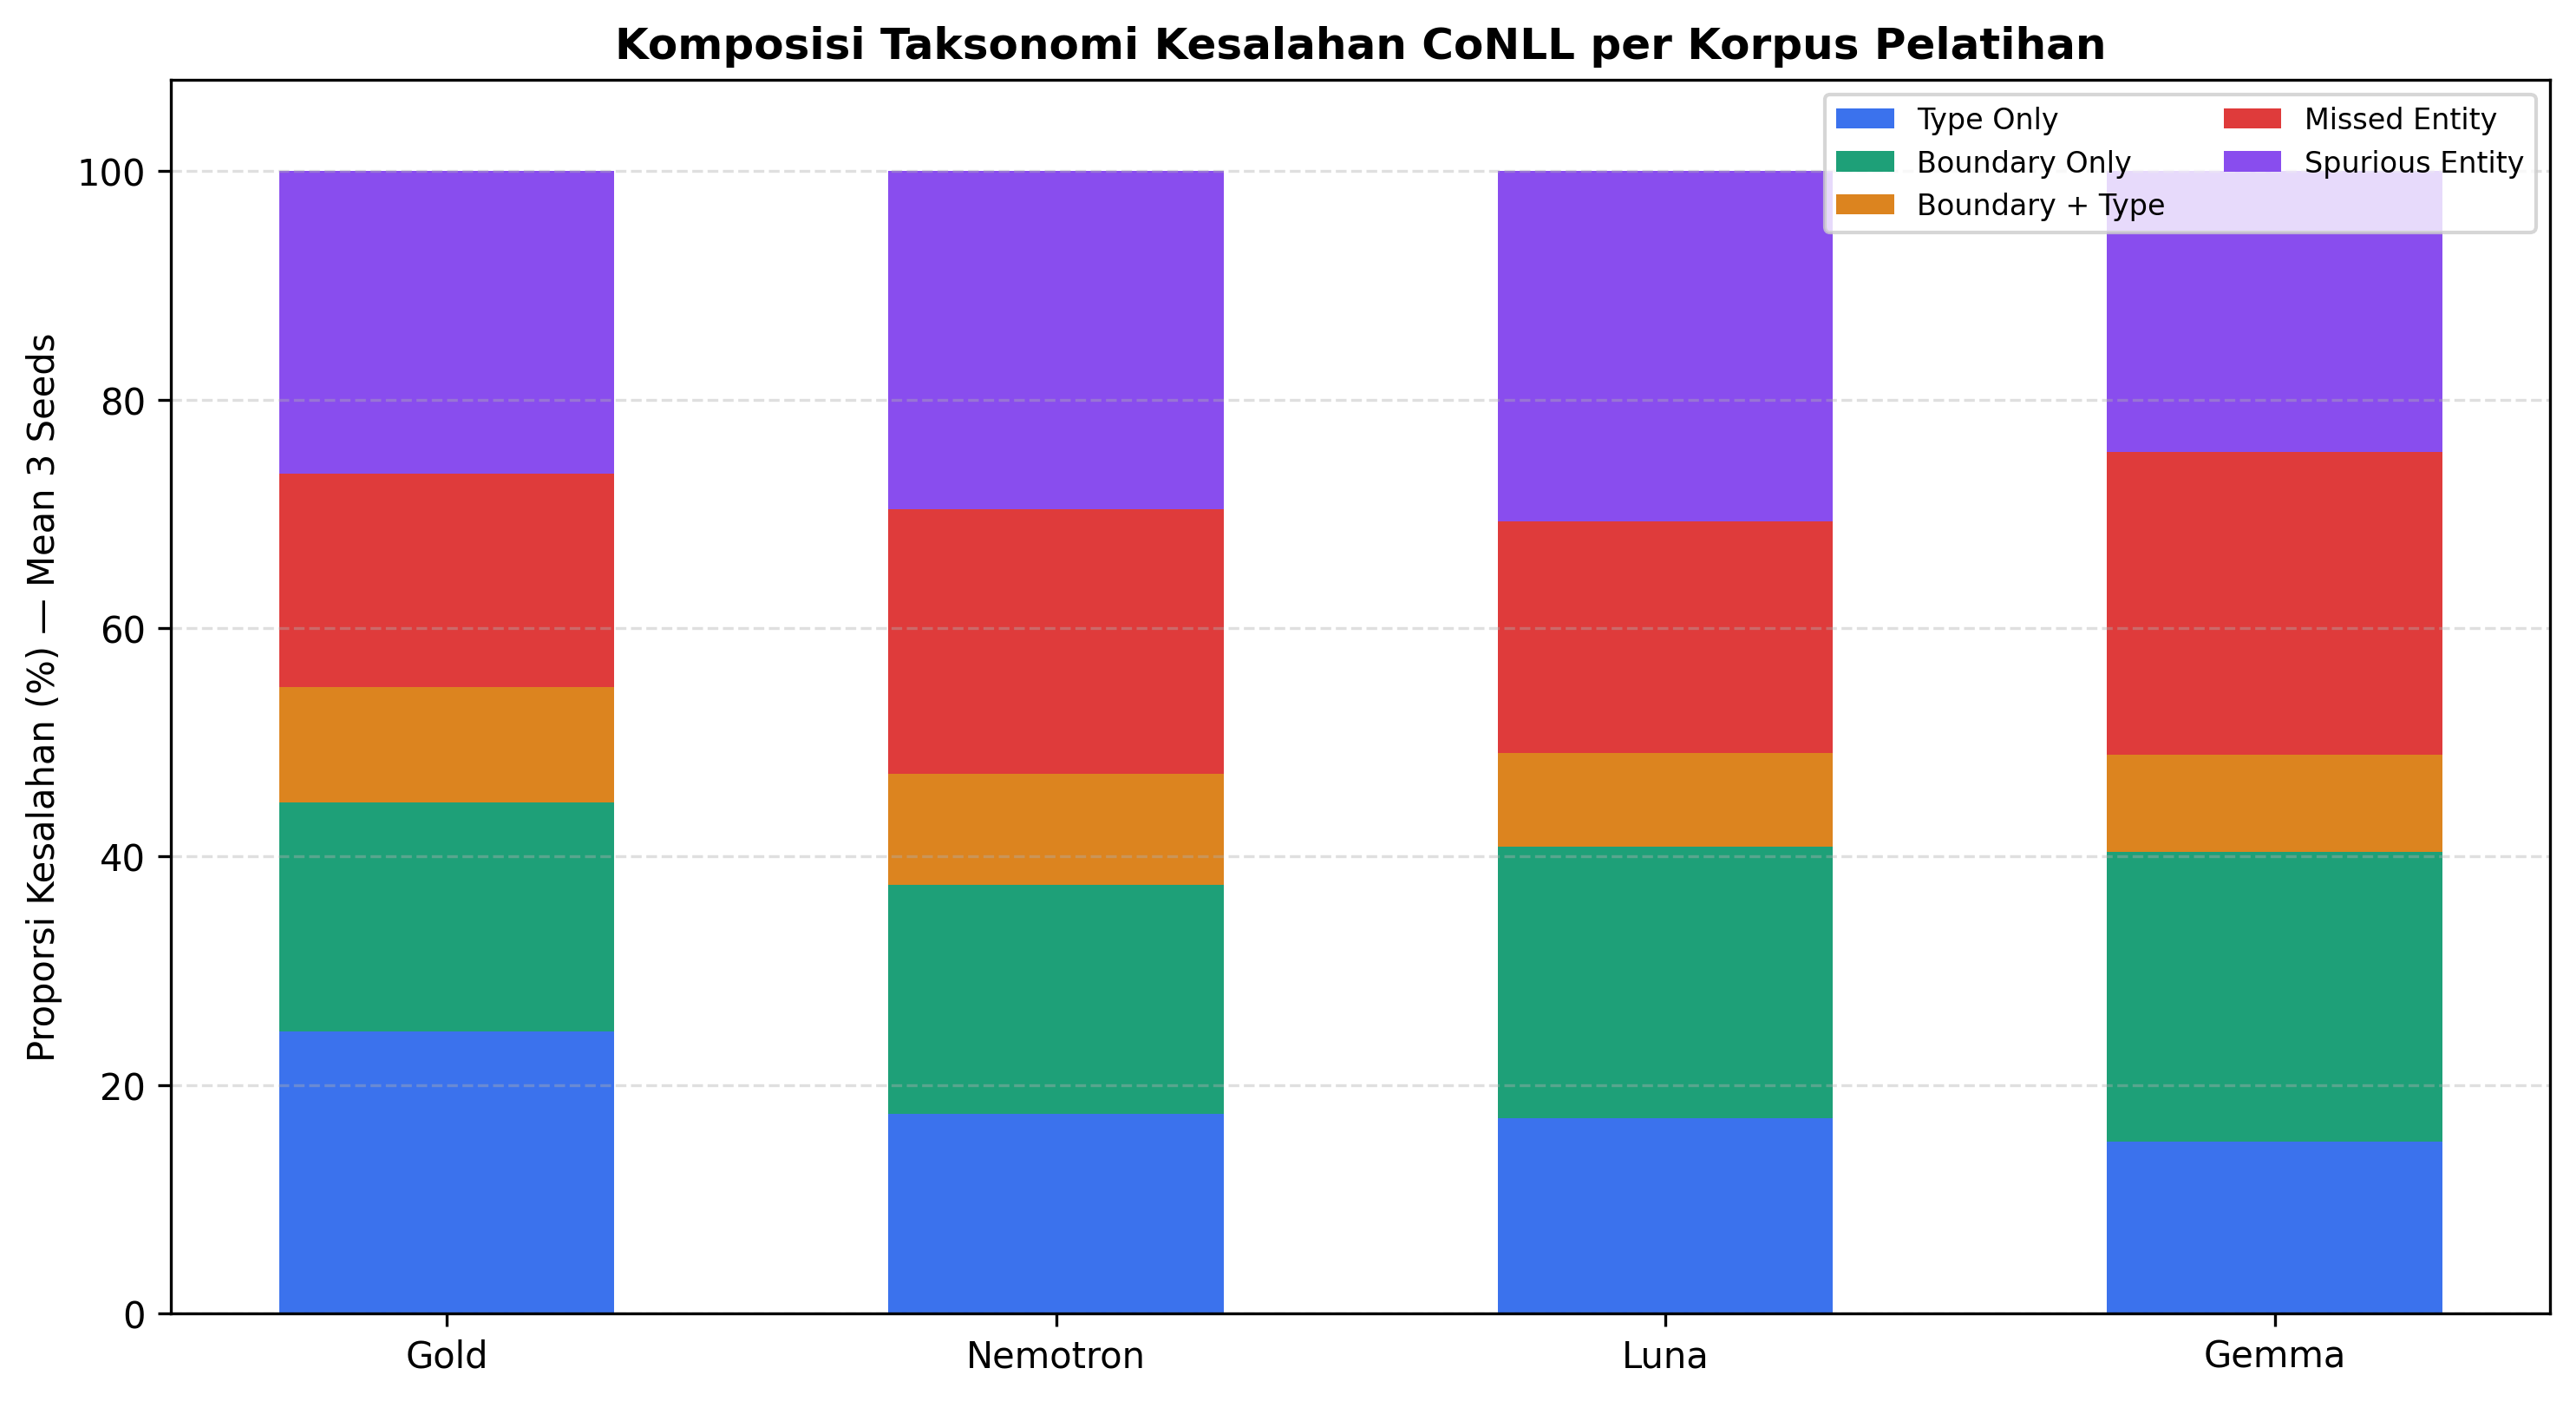 Komposisi Taksonomi Kesalahan CoNLL per Korpus Pelatihan
Type Only
Boundary Only
Boundary + Type
Missed Entity
Spurious Entity
Proporsi Kesalahan (%) — Mean 3 Seeds
100
80
60
40
20
0
Gold
Nemotron
Luna
Gemma